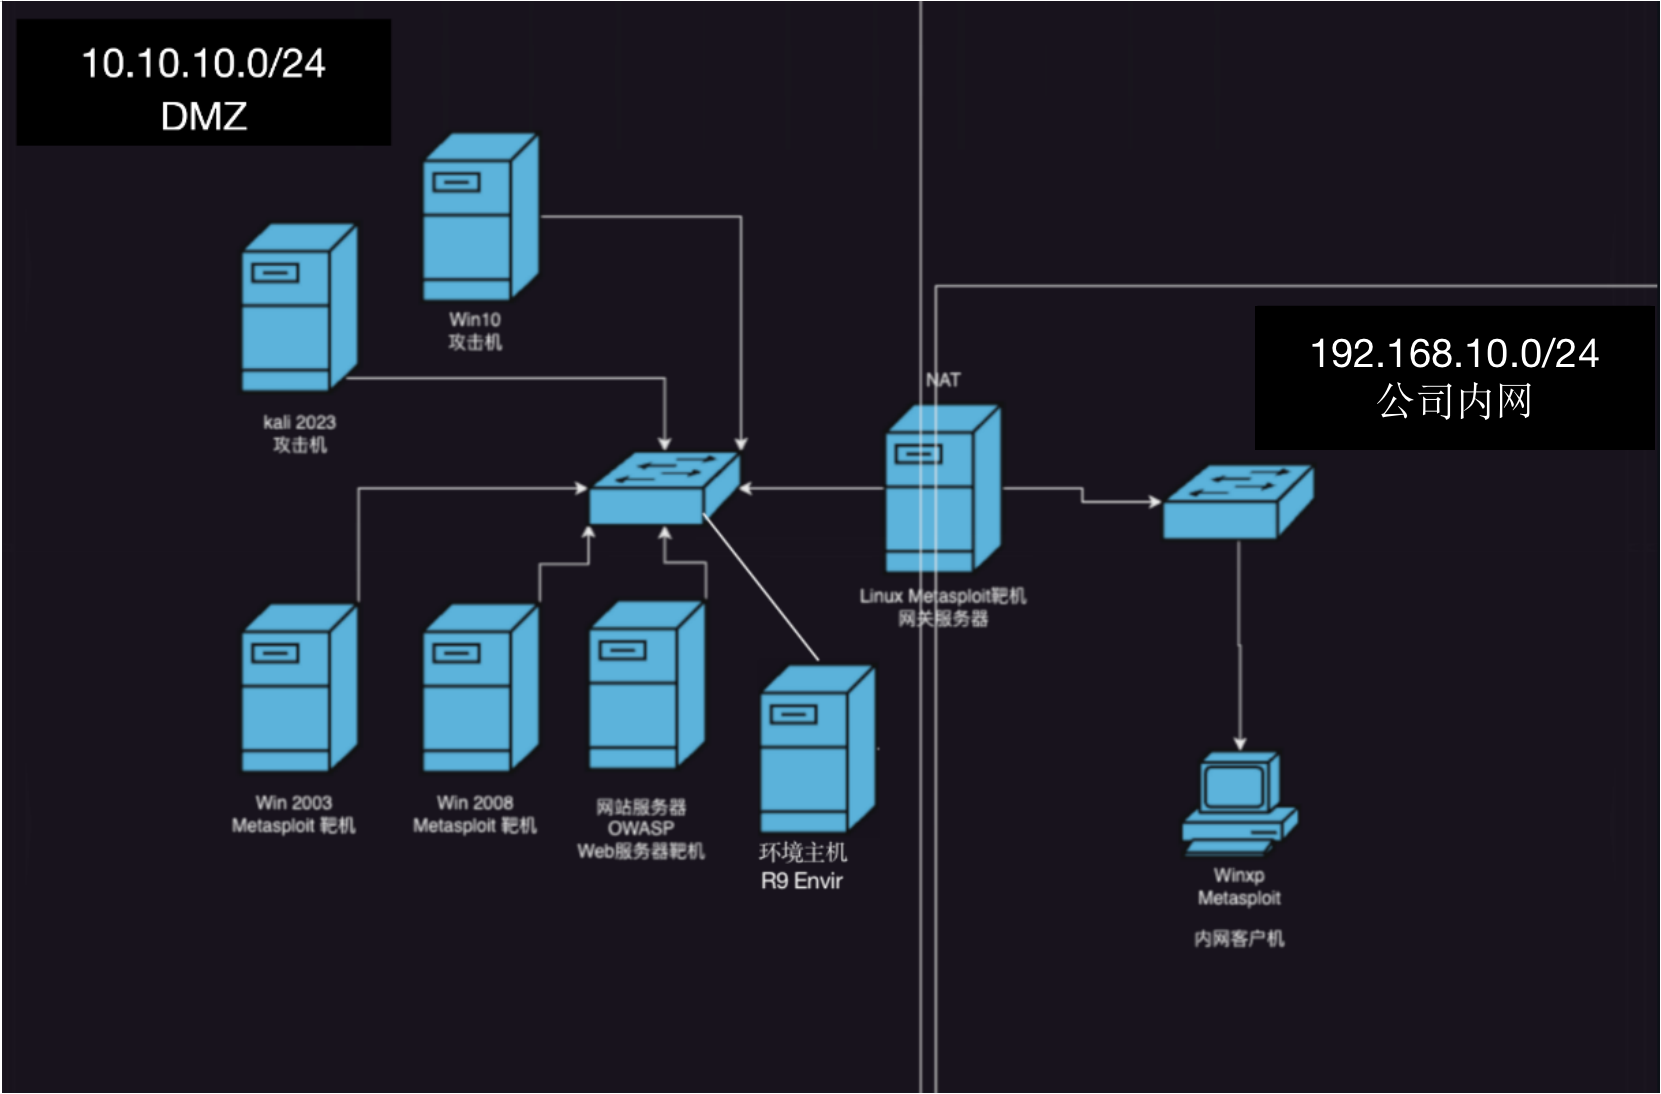 10.10.10.0/24
DMZ
Win10
攻击机
kali 2023
攻击机
NAT
192.168.10.0/24
公司内网
Linux Metasploit靶机
网关服务器
Win 2003
Metasploit 靶机
Win 2008
Metasploit 靶机
网站服务器
OWASP
Web服务器靶机
环境主机
R9 Envir
Winxp
Metasploit
内网客户机